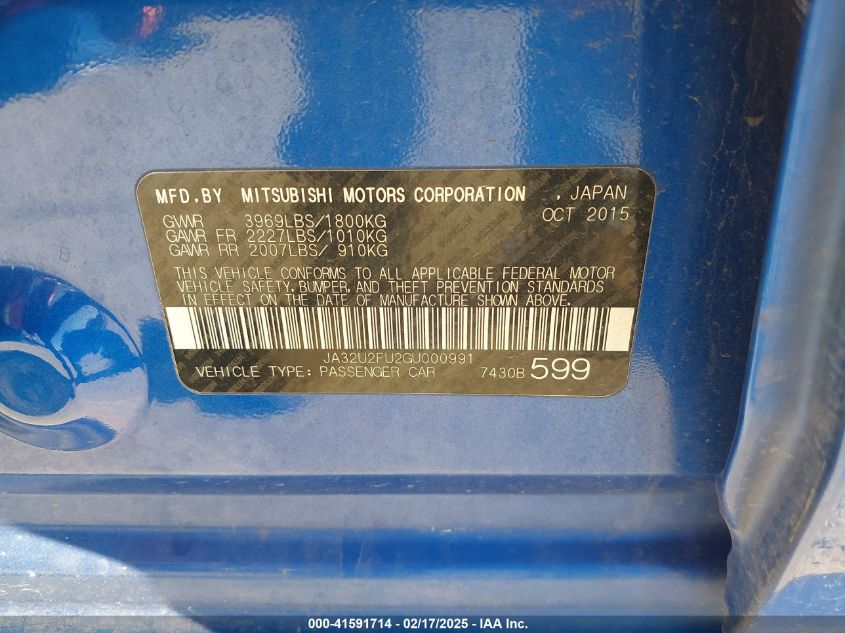 MFD.BY MITSUBISHI MOTORS CORPORATION , JAPAN
GVWR 3969LBS/1800KG OCT 2015
GAWR FR 2227LBS/1010KG
GAWR RR 2007LBS/ 910KG
THIS VEHICLE CONFORMS TO ALL APPLICABLE FEDERAL MOTOR
VEHICLE SAFETY, BUMPER, AND THEFT PREVENTION STANDARDS
IN EFFECT ON THE DATE OF MANUFACTURE SHOWN ABOVE.
JA32U2FU2GU000991
VEHICLE TYPE: PASSENGER CAR 7430B 599
000-41591714 - 02/17/2025 - IAA Inc.